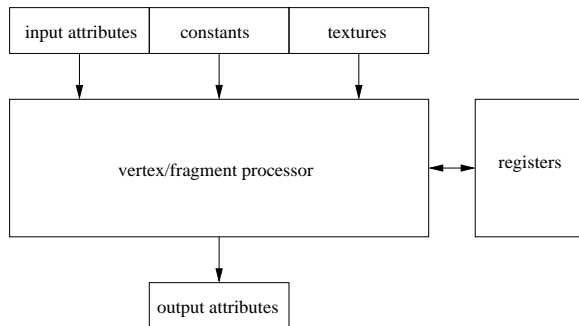 input attributes
constants
textures
vertex/fragment processor
registers
output attributes